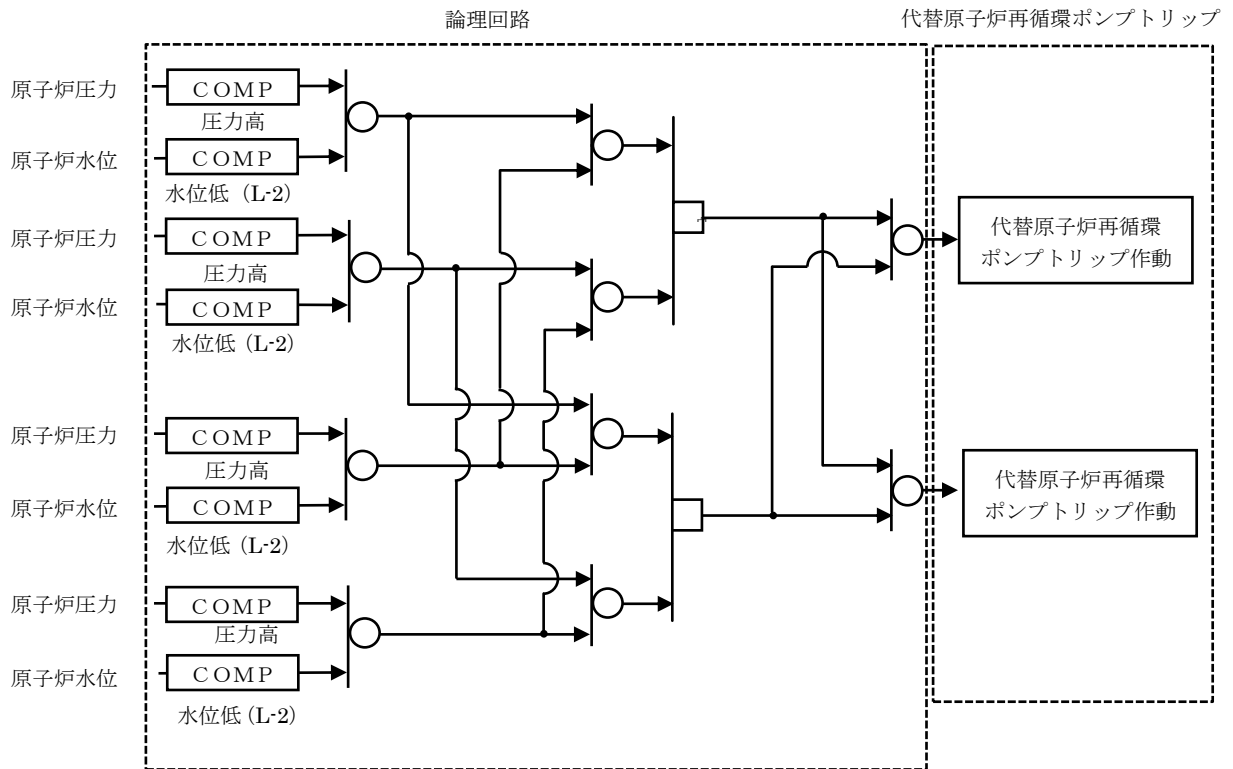 論理回路
代替原子炉再循環ポンプトリップ
原子炉圧力
ＣＯＭＰ
圧力高
原子炉水位
ＣＯＭＰ
水位低 (L-2)
原子炉圧力
ＣＯＭＰ
圧力高
原子炉水位
ＣＯＭＰ
水位低 (L-2)
原子炉圧力
ＣＯＭＰ
圧力高
原子炉水位
ＣＯＭＰ
水位低 (L-2)
原子炉圧力
ＣＯＭＰ
圧力高
原子炉水位
ＣＯＭＰ
水位低 (L-2)
代替原子炉再循環
ポンプトリップ作動
代替原子炉再循環
ポンプトリップ作動